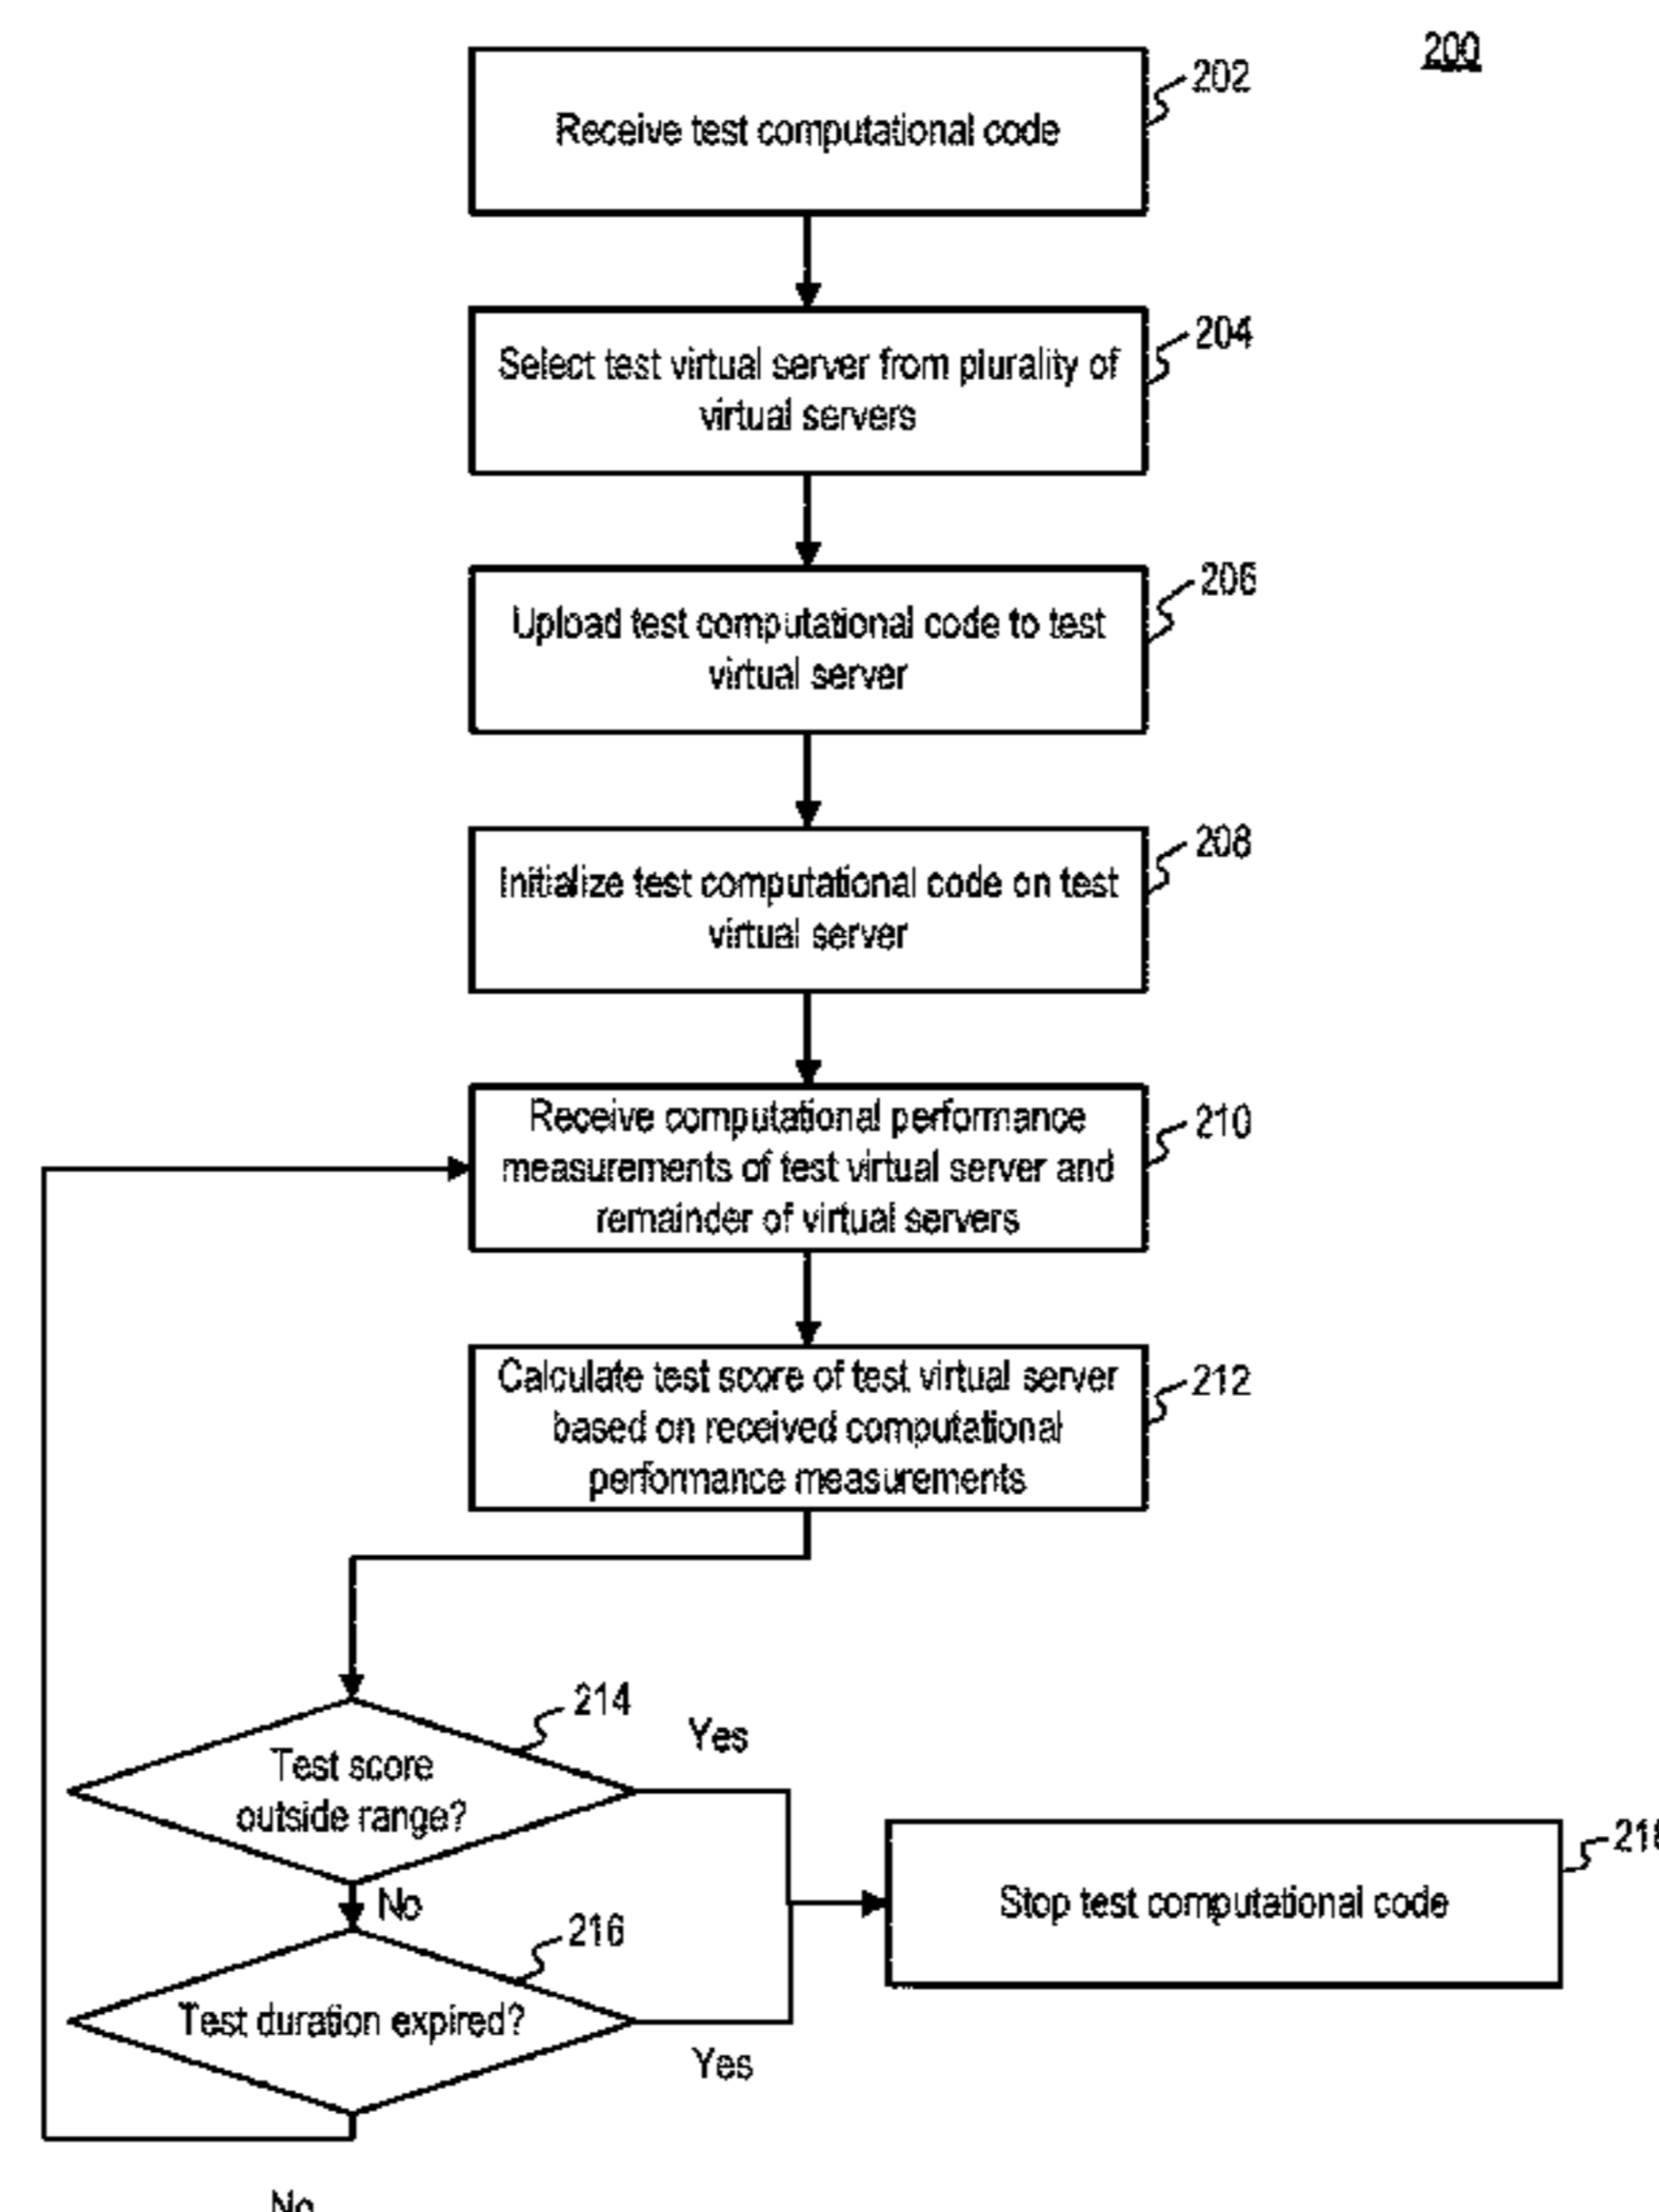 200
202
Receive test computational code
204
Select test virtual server from plurality of
virtual servers
206
Upload test computational code to test
virtual server
208
Initialize test computational code on test
virtual server
210
Receive computational performance
measurements of test virtual server and
remainder of virtual servers
212
Calculate test score of test virtual server
based on received computational
performance measurements
214
Yes
Test score
outside range?
Stop test computational code
No
216
Test duration expired?
Yes
No